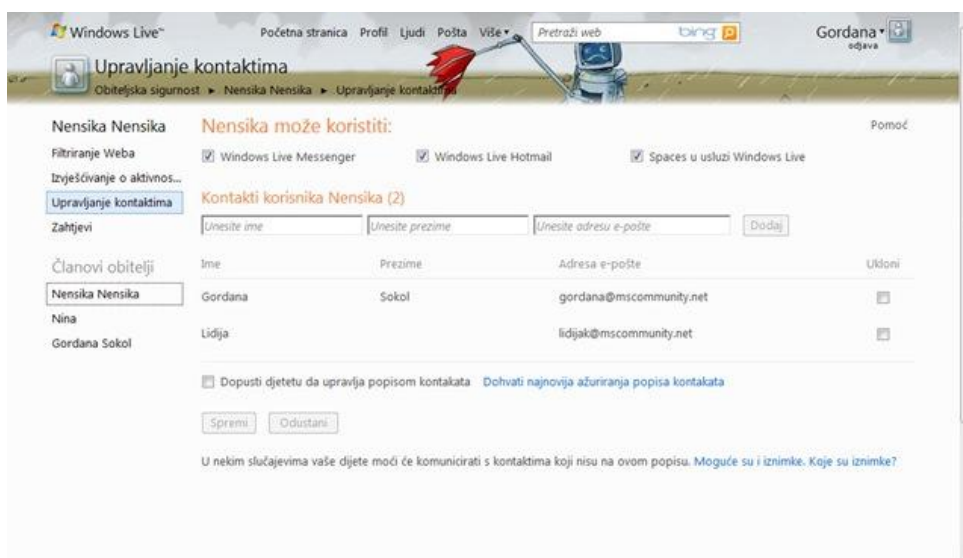 Windows Live™
Početna stranica Profil Ljudi Pošta Više
Pretraži web
bing
Gordana
odjava
Upravljanje kontaktima
Obiteljska sigurnost ▸ Nensika Nensika ▸ Upravljanje kontaktima
Nensika Nensika
Filtriranje Weba
Izvješćivanje o aktivnos...
Upravljanje kontaktima
Zahtjevi
Članovi obitelji
Nensika Nensika
Nina
Gordana Sokol
Nensika može koristiti:
Pomoć
Windows Live Messenger
Windows Live Hotmail
Spaces u usluzi Windows Live
Kontakti korisnika Nensika (2)
Unesite ime
Unesite prezime
Unesite adresu e-pošte
Dodaj
Ime Prezime Adresa e-pošte Ukloni
Gordana Sokol gordana@mscommunity.net
Lidija lidijak@mscommunity.net
Dopusti djetetu da upravlja popisom kontakata Dohvati najnovija ažuriranja popisa kontakata
Spremi Odustani
U nekim slučajevima vaše dijete moći će komunicirati s kontaktima koji nisu na ovom popisu. Moguće su i iznimke. Koje su iznimke?